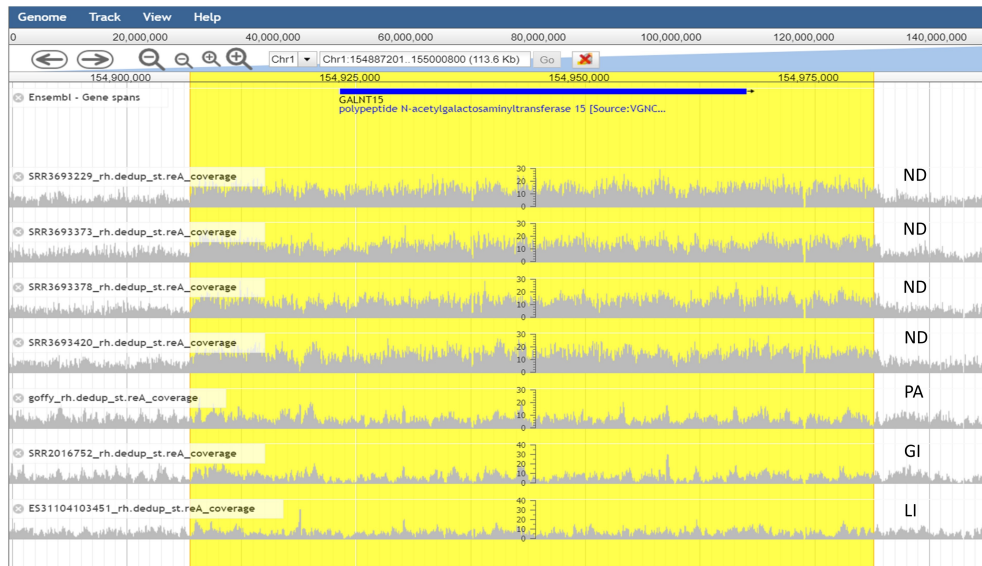 Genome Track View Help
0 20,000,000 40,000,000 60,000,000 80,000,000 100,000,000 120,000,000 140,000,000
Chr1 Chr1:154887201..155000800 (113.6 Kb) Go
154,900,000 154,925,000 154,950,000 154,975,000
Ensembl - Gene spans
GALNT15
polypeptide N-acetylgalactosaminyltransferase 15 [Source:VGNC...
SRR3693229_rh.dedup_st.reA_coverage 30 20 10 0 ND
SRR3693373_rh.dedup_st.reA_coverage 30 20 10 0 ND
SRR3693378_rh.dedup_st.reA_coverage 30 20 10 0 ND
SRR3693420_rh.dedup_st.reA_coverage 30 20 10 0 ND
goffy_rh.dedup_st.reA_coverage 30 20 10 0 PA
SRR2016752_rh.dedup_st.reA_coverage 40 30 20 10 0 GI
ES31104103451_rh.dedup_st.reA_coverage 40 30 20 10 0 LI